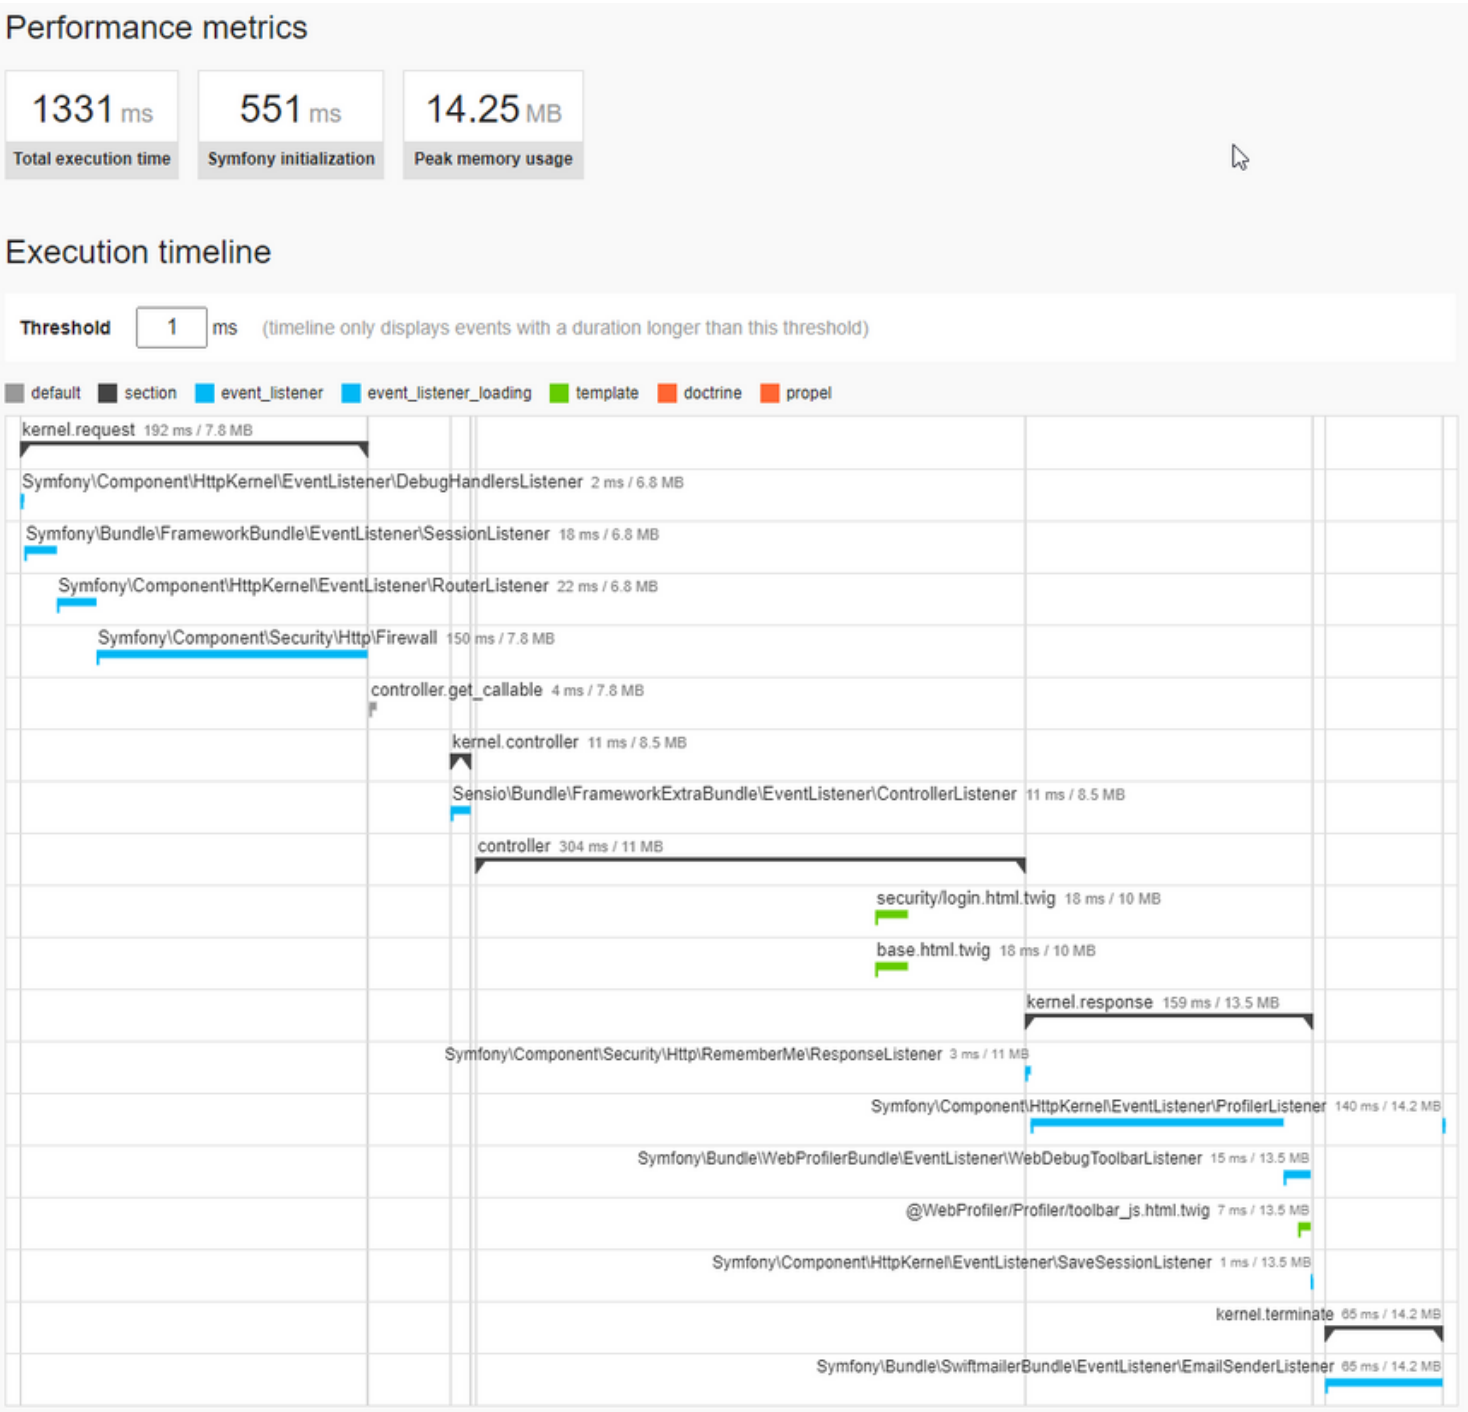 Performance metrics
1331 ms
551 ms
14.25 MB
Total execution time
Symfony initialization
Peak memory usage
Execution timeline
Threshold 1 ms (timeline only displays events with a duration longer than this threshold)
default section event_listener event_listener_loading template doctrine propel
kernel.request 192 ms / 7.8 MB
Symfony\Component\HttpKernel\EventListener\DebugHandlersListener 2 ms / 6.8 MB
Symfony\Bundle\FrameworkBundle\EventListener\SessionListener 18 ms / 6.8 MB
Symfony\Component\HttpKernel\EventListener\RouterListener 22 ms / 6.8 MB
Symfony\Component\Security\Http\Firewall 150 ms / 7.8 MB
controller.get_callable 4 ms / 7.8 MB
kernel.controller 11 ms / 8.5 MB
Sensio\Bundle\FrameworkExtraBundle\EventListener\ControllerListener 11 ms / 8.5 MB
controller 304 ms / 11 MB
security/login.html.twig 18 ms / 10 MB
base.html.twig 18 ms / 10 MB
kernel.response 159 ms / 13.5 MB
Symfony\Component\Security\Http\RememberMe\ResponseListener 3 ms / 11 MB
Symfony\Component\HttpKernel\EventListener\ProfilerListener 140 ms / 14.2 MB
Symfony\Bundle\WebProfilerBundle\EventListener\WebDebugToolbarListener 15 ms / 13.5 MB
@WebProfiler/Profiler/toolbar_js.html.twig 7 ms / 13.5 MB
Symfony\Component\HttpKernel\EventListener\SaveSessionListener 1 ms / 13.5 MB
kernel.terminate 65 ms / 14.2 MB
Symfony\Bundle\SwiftmailerBundle\EventListener\EmailSenderListener 65 ms / 14.2 MB